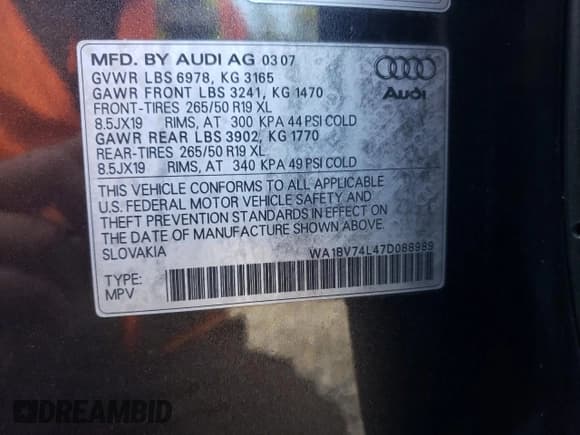 MFD. BY AUDI AG 03 07
GVWR LBS 6978, KG 3165
GAWR FRONT LBS 3241, KG 1470
FRONT-TIRES 265/50 R19 XL
8.5JX19 RIMS, AT 300 KPA 44 PSI COLD
GAWR REAR LBS 3902, KG 1770
REAR-TIRES 265/50 R19 XL
8.5JX19 RIMS, AT 340 KPA 49 PSI COLD
Audi
THIS VEHICLE CONFORMS TO ALL APPLICABLE
U.S. FEDERAL MOTOR VEHICLE SAFETY AND
THEFT PREVENTION STANDARDS IN EFFECT ON
THE DATE OF MANUFACTURE SHOWN ABOVE.
SLOVAKIA WA1BV74L47D088989
TYPE:
MPV
DREAMBID